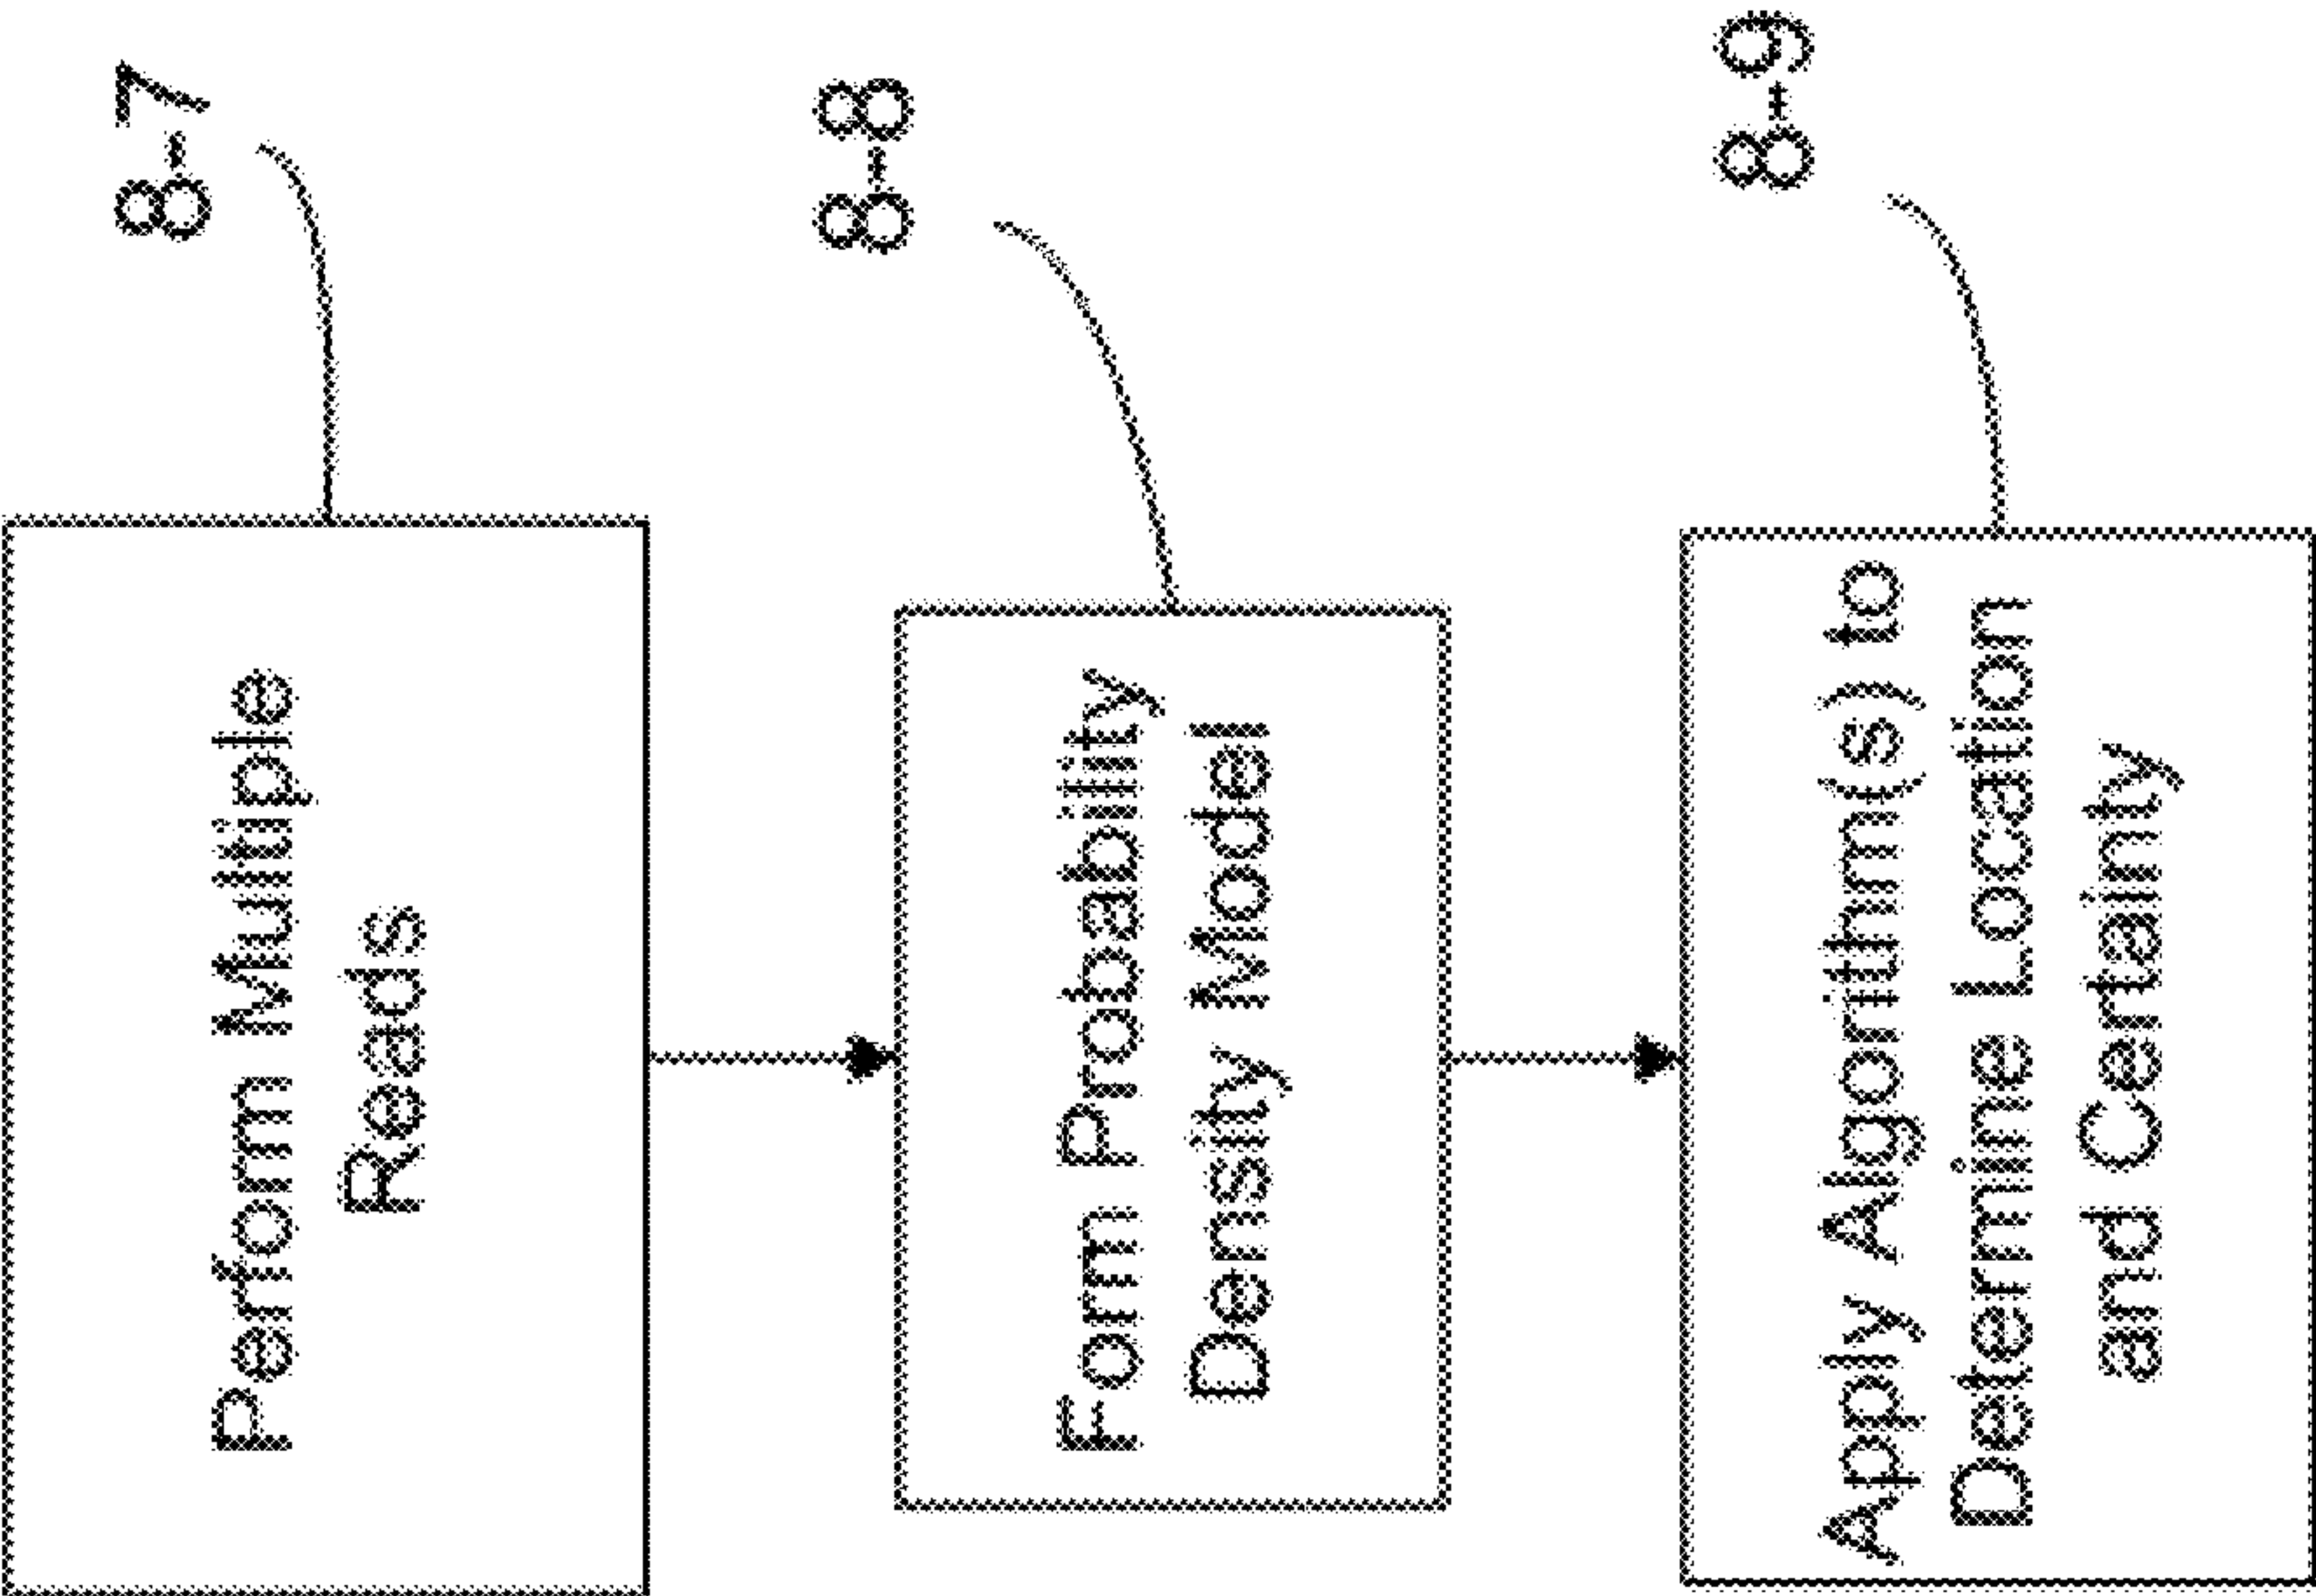 8-7
Perform Multiple
Reads
8-8
Form Probability
Density Model
8-9
Apply Algorithm(s) to
Determine Location
and Certainty